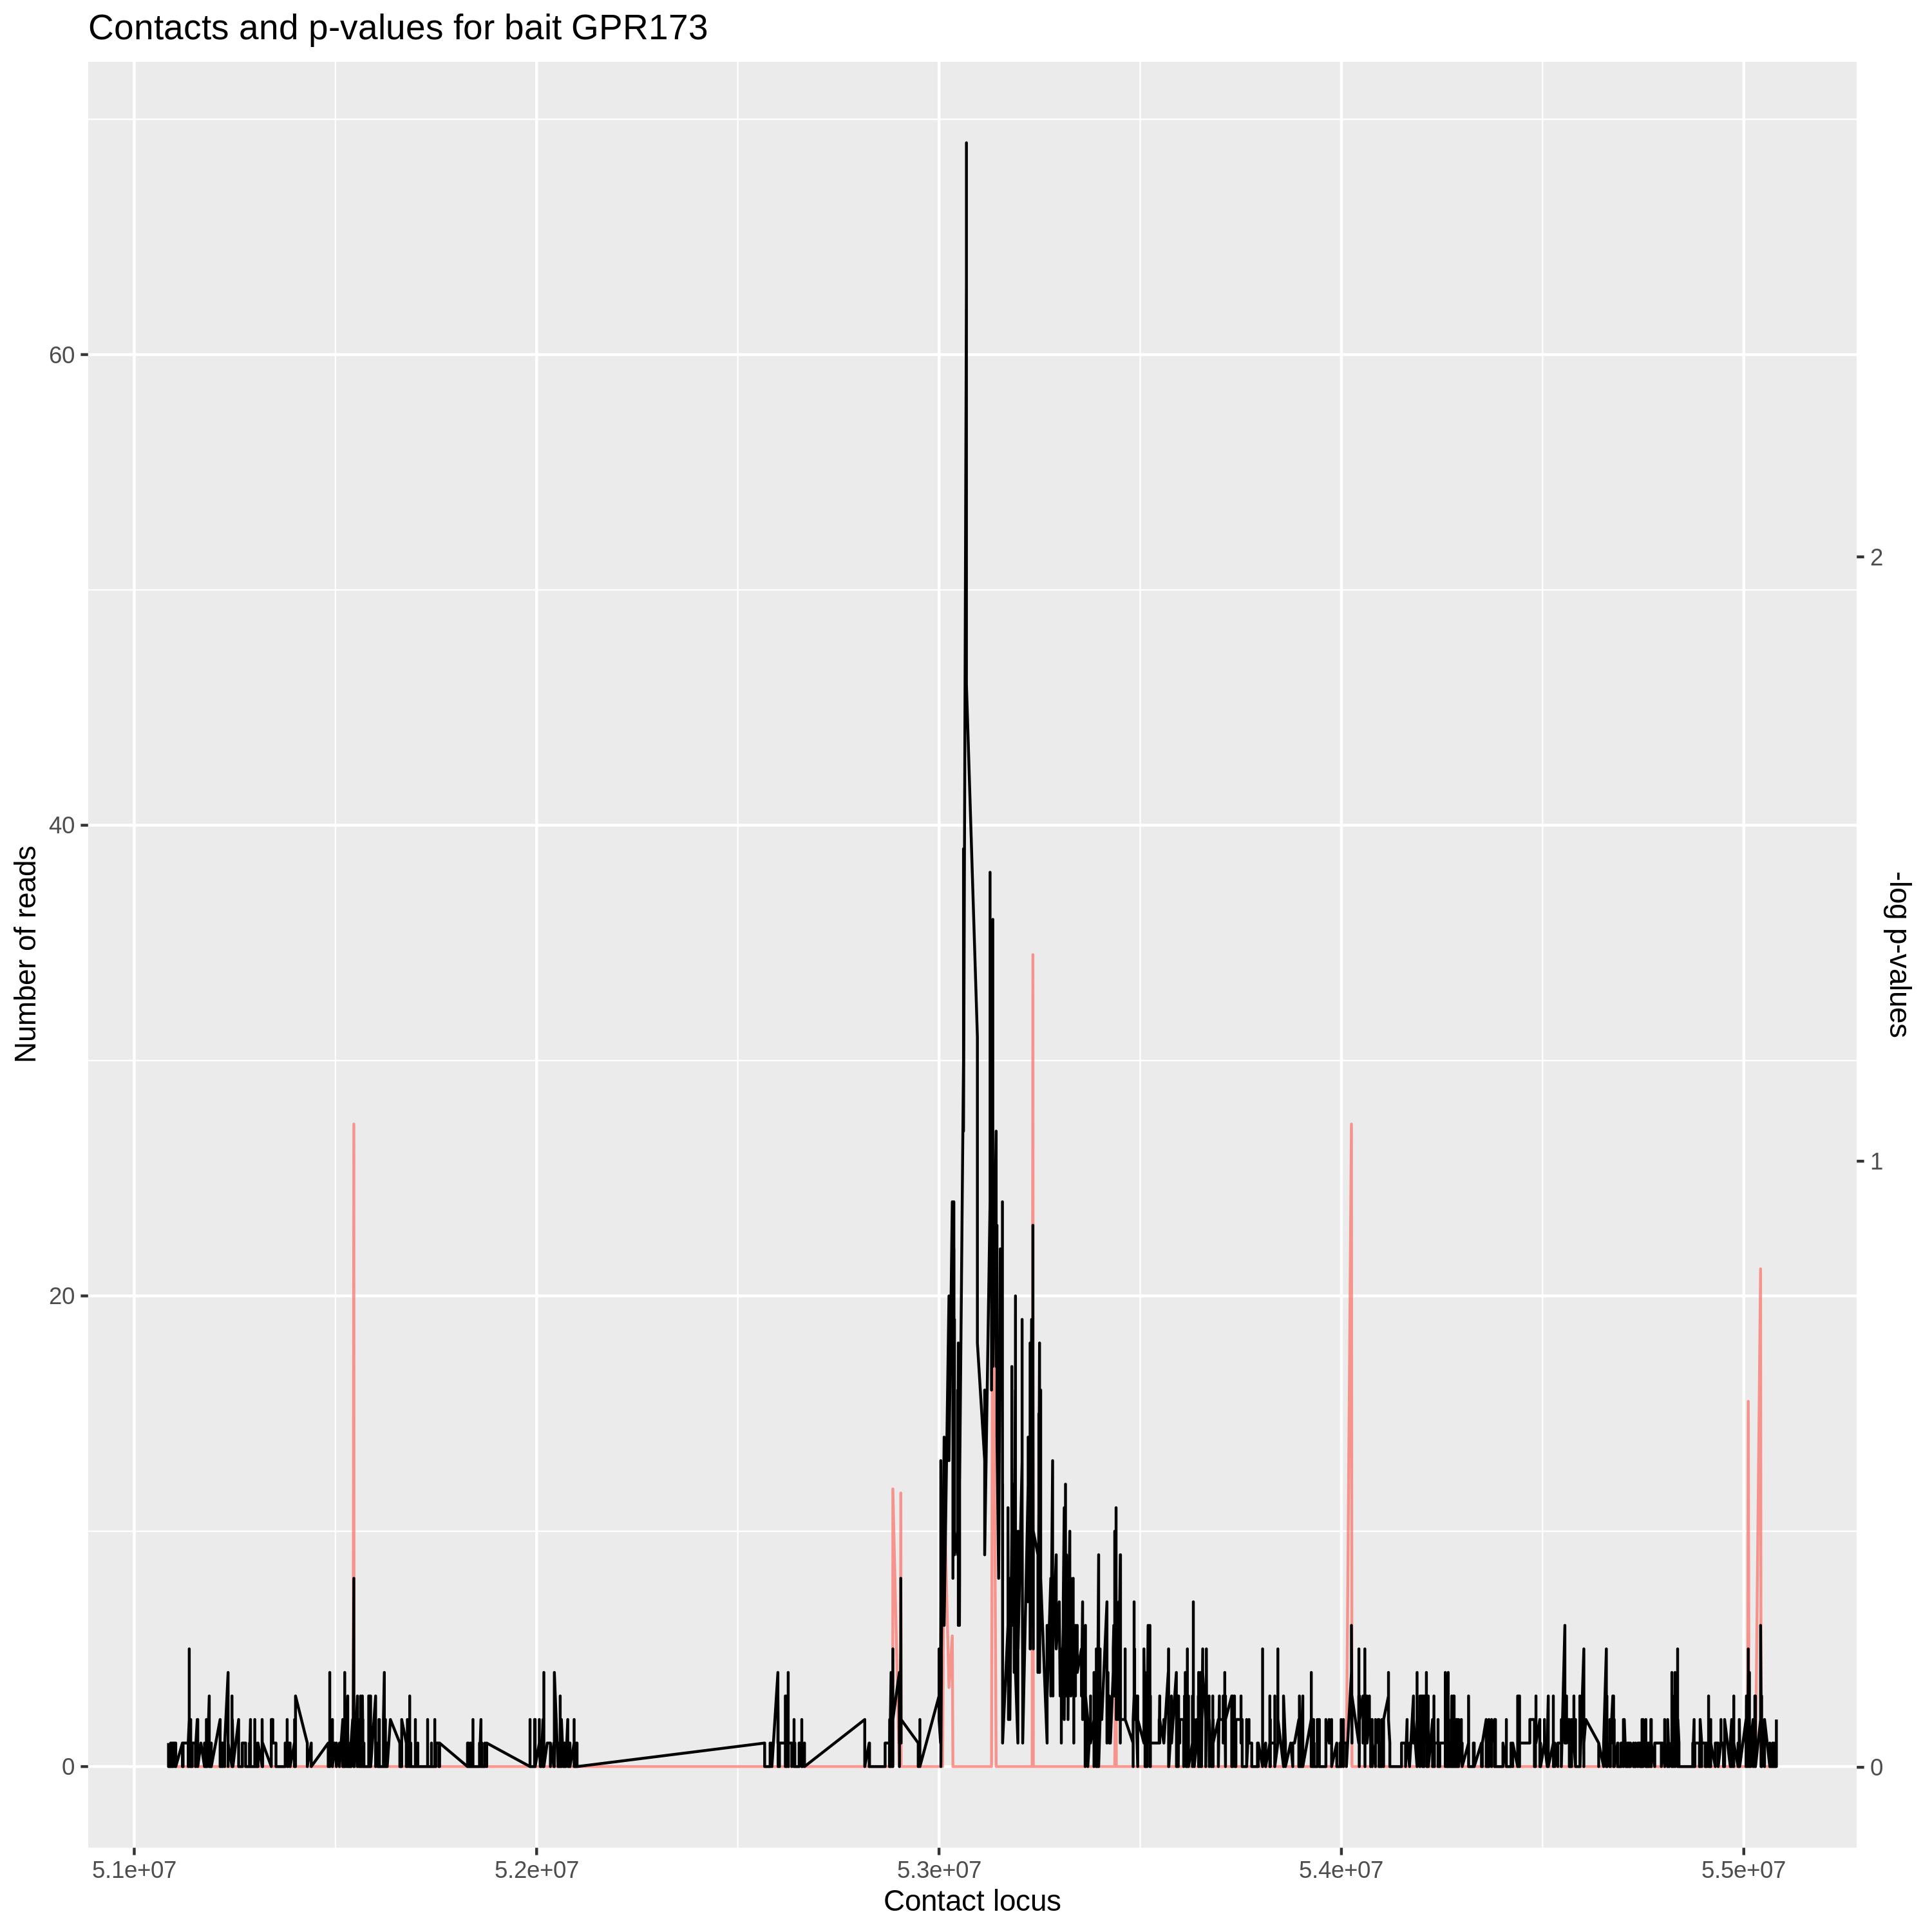 Contacts and p-values for bait GPR173
60
40
20
0
2
1
0
Number of reads
-log p-values
5.1e+07 5.2e+07 5.3e+07 5.4e+07 5.5e+07
Contact locus